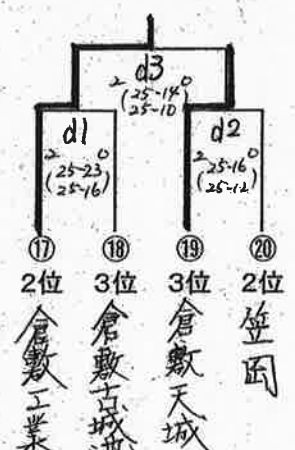 d3
2 (25-14 25-10) 0
d1
2 (25-23 25-16) 0
d2
2 (25-16 25-12) 0
⑰ ⑱ ⑲ ⑳
2位 3位 3位 2位
倉敷工業
倉敷古城池
倉敷天城
笠岡